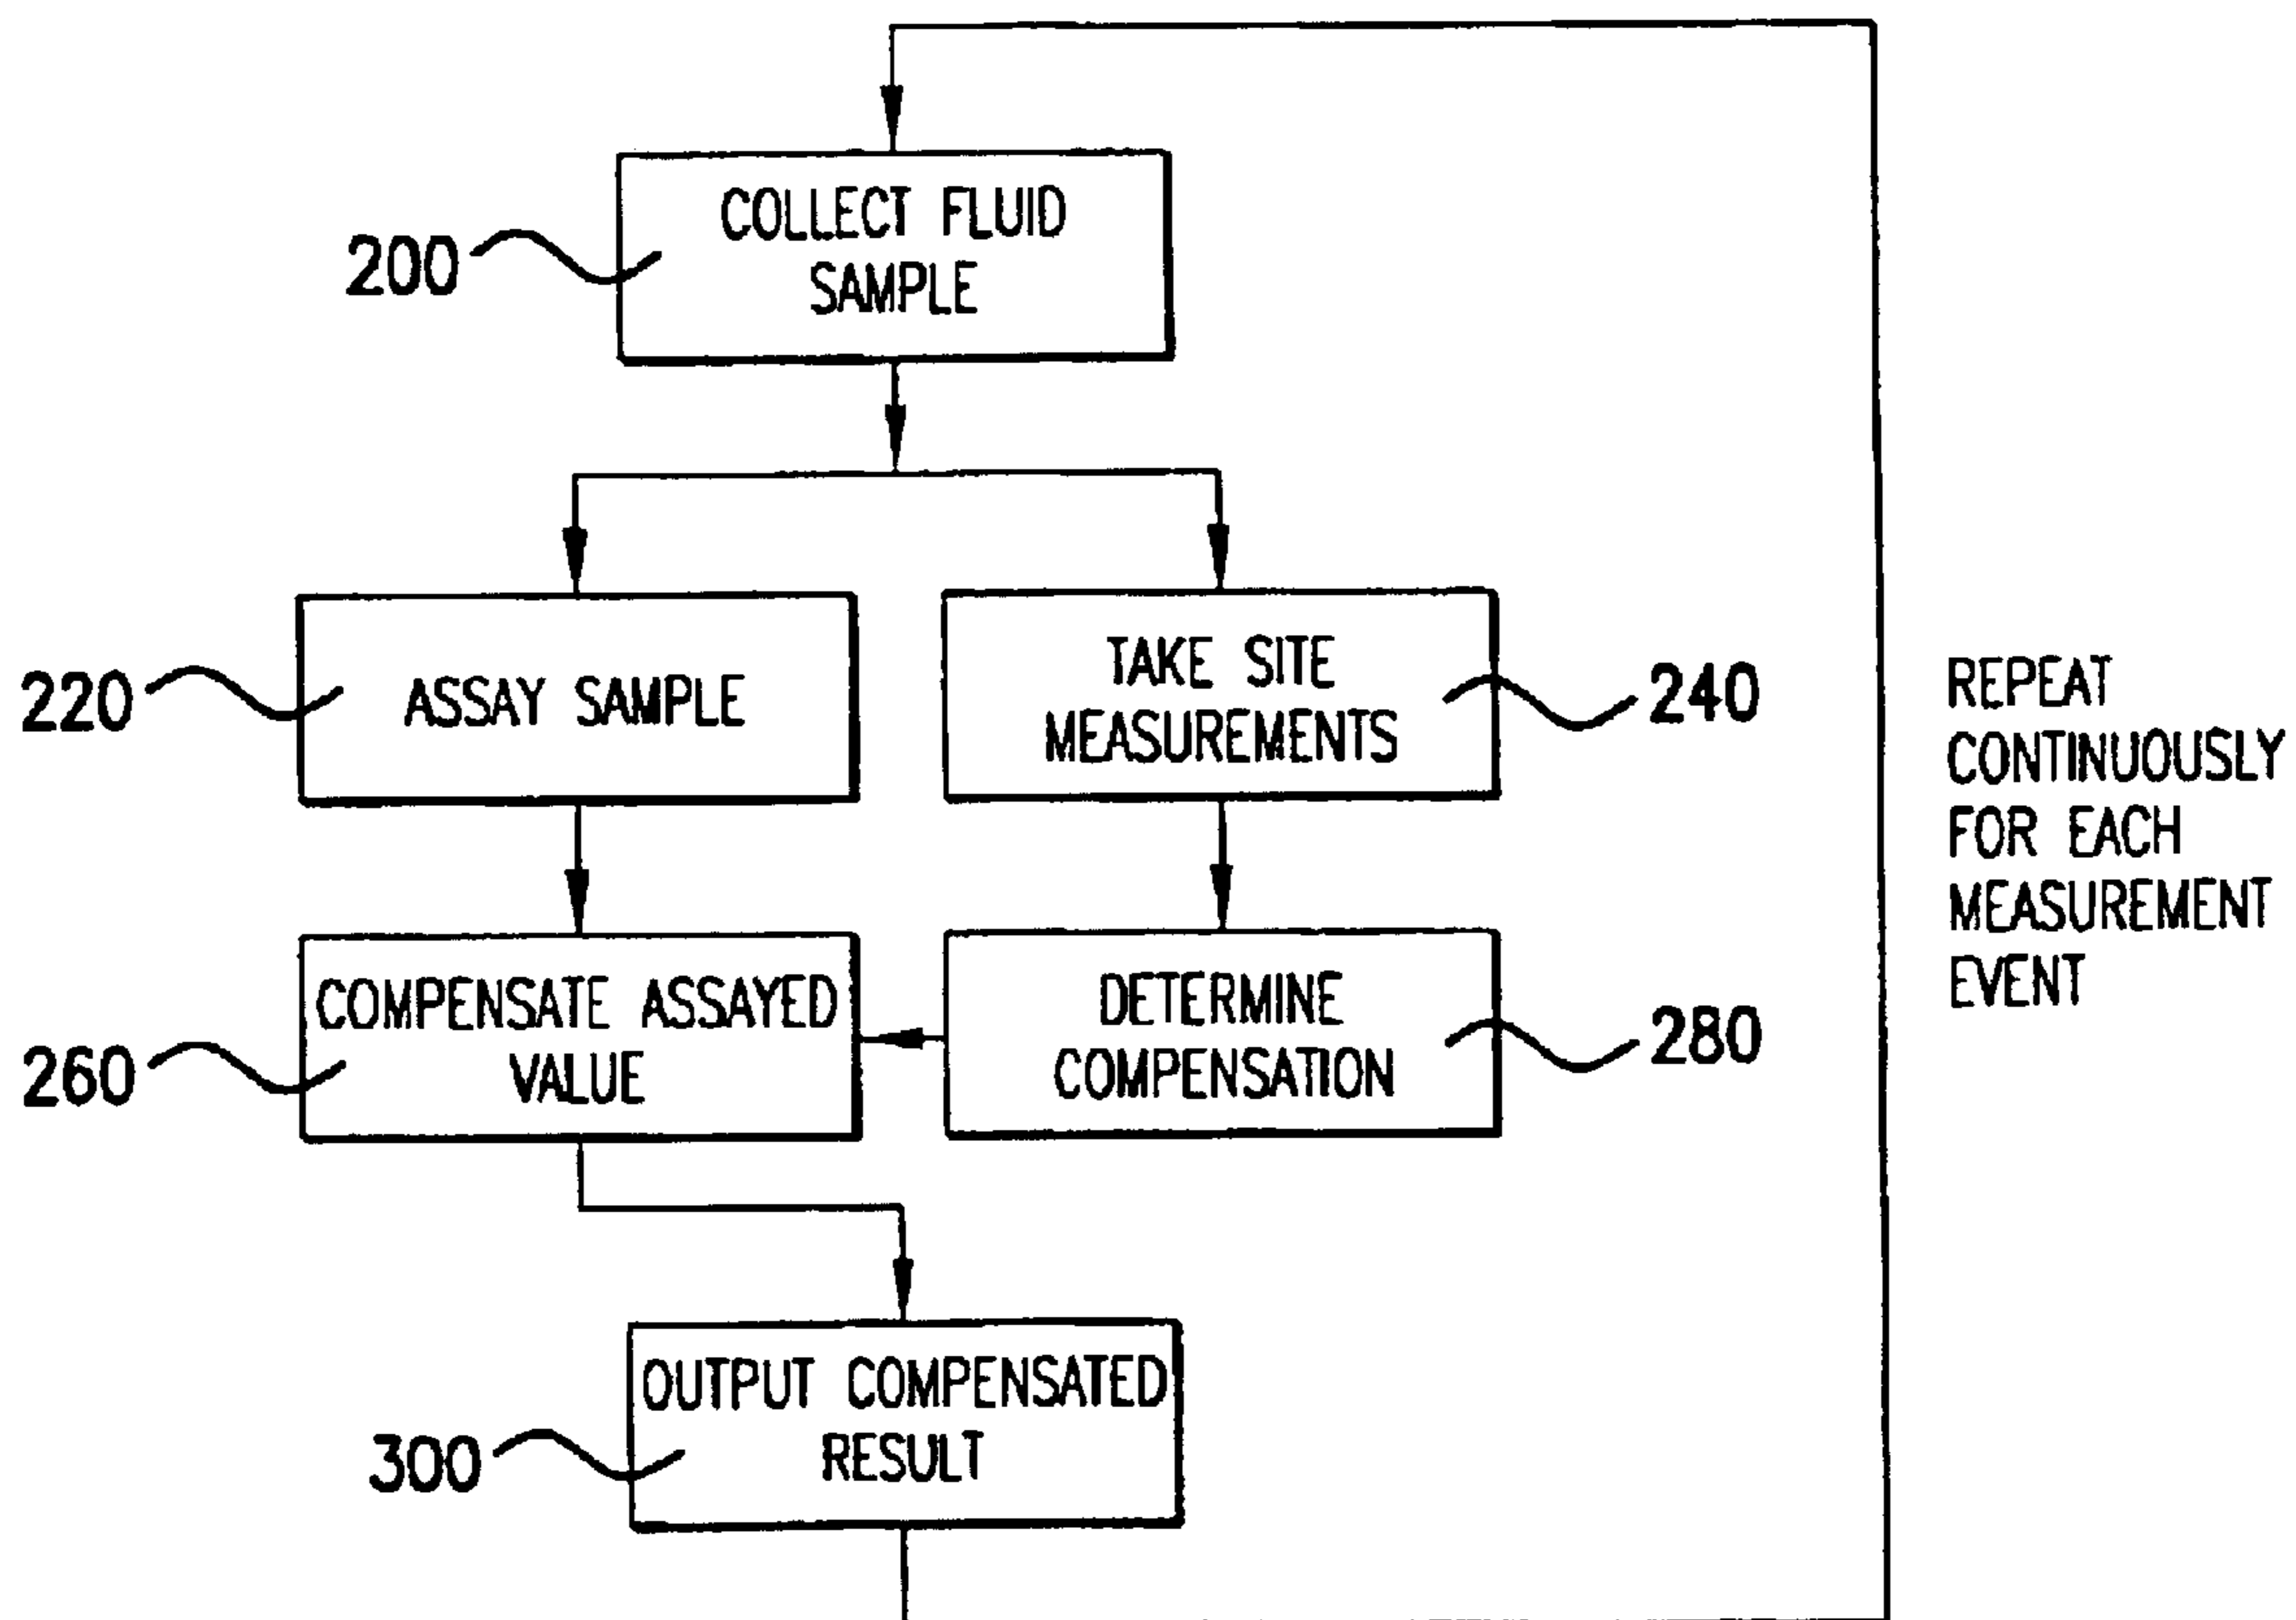 COLLECT FLUID
SAMPLE
200
ASSAY SAMPLE
220
TAKE SITE
MEASUREMENTS
240
REPEAT
CONTINUOUSLY
FOR EACH
MEASUREMENT
EVENT
COMPENSATE ASSAYED
VALUE
260
DETERMINE
COMPENSATION
280
OUTPUT COMPENSATED
RESULT
300